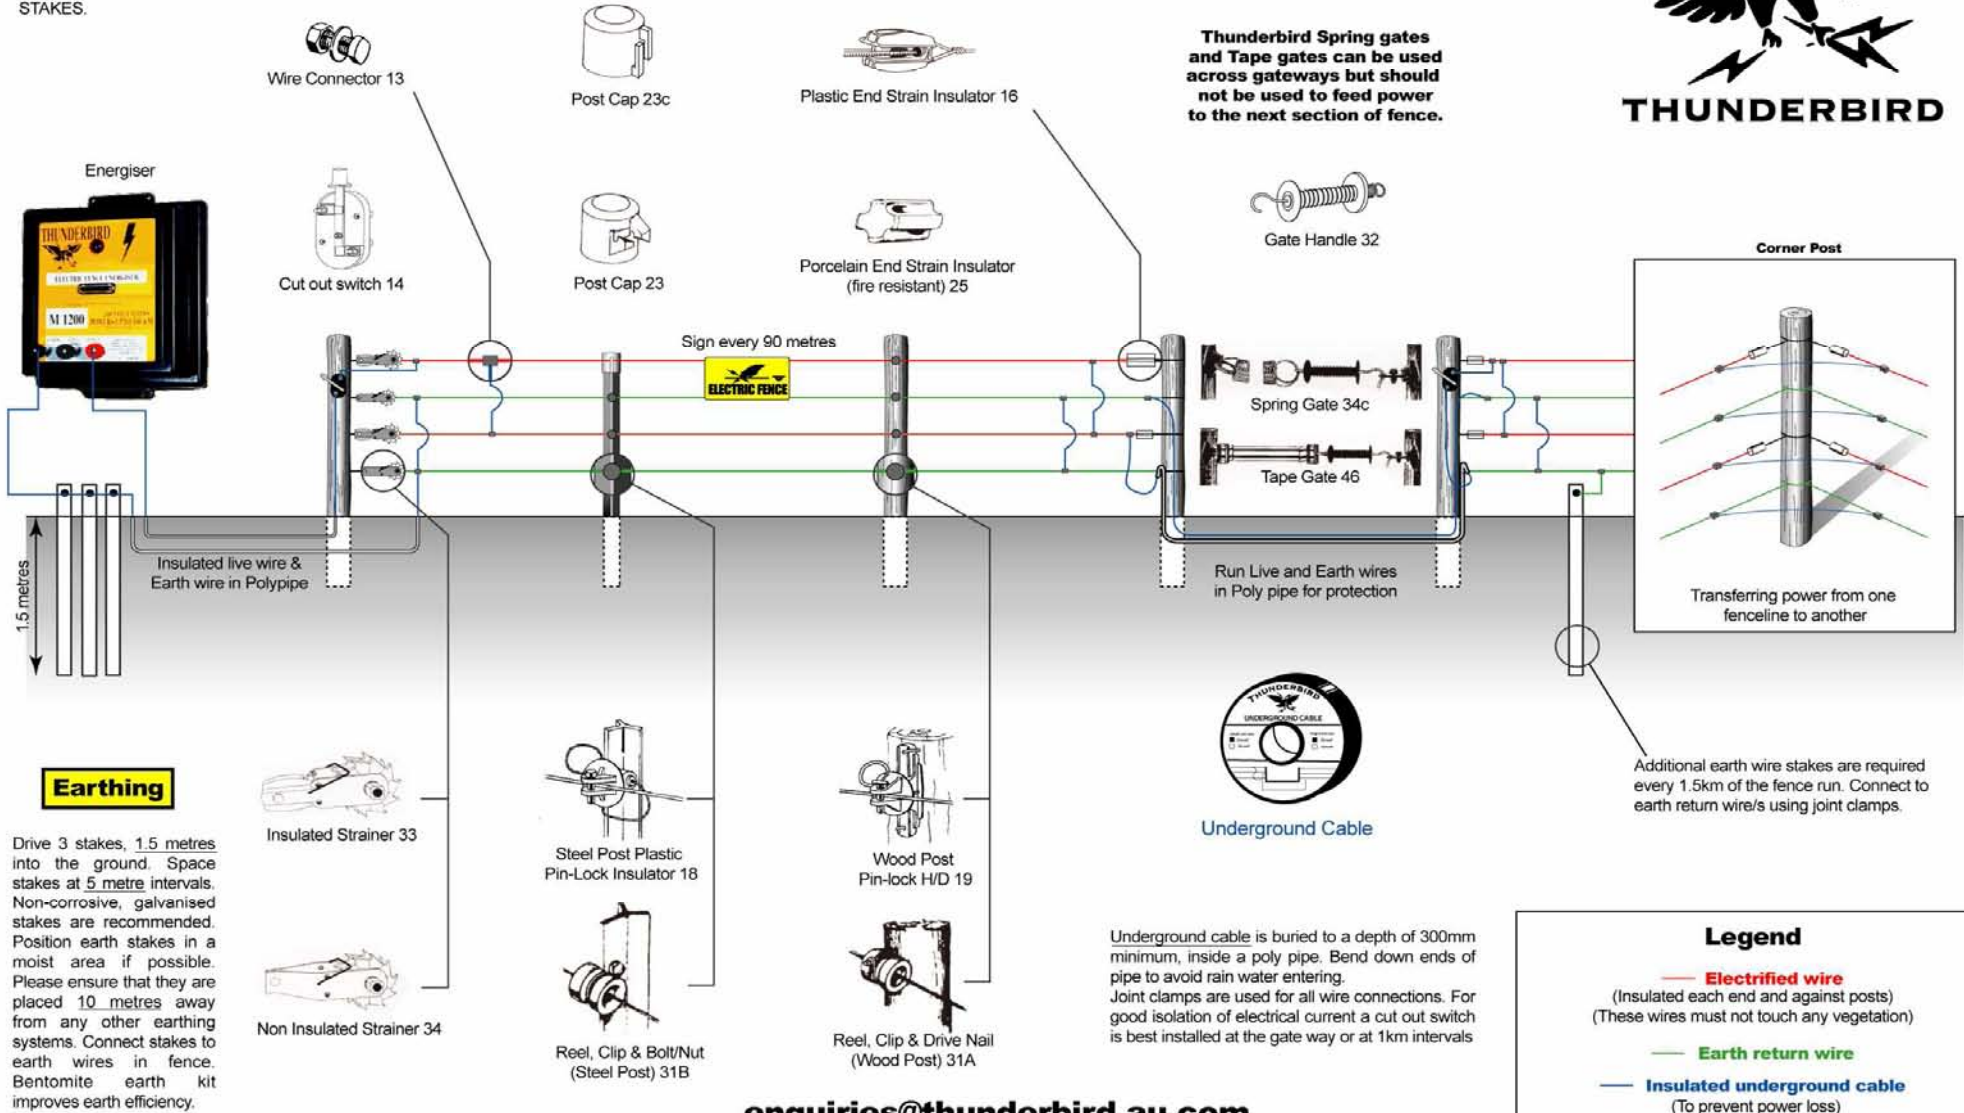 STAKES.
Wire Connector 13
Post Cap 23c
Plastic End Strain Insulator 16
Thunderbird Spring gates
and Tape gates can be used
across gateways but should
not be used to feed power
to the next section of fence.
THUNDERBIRD
Energiser
THUNDERBIRD
ELECTRIC FENCE ENERGISER
M 1200
Cut out switch 14
Post Cap 23
Porcelain End Strain Insulator
(fire resistant) 25
Gate Handle 32
Corner Post
Sign every 90 metres
ELECTRIC FENCE
Spring Gate 34c
Tape Gate 46
1.5 metres
Insulated live wire &
Earth wire in Polypipe
Run Live and Earth wires
in Poly pipe for protection
Transferring power from one
fenceline to another
THUNDERBIRD
UNDERGROUND CABLE
Underground Cable
Additional earth wire stakes are required
every 1.5km of the fence run. Connect to
earth return wire/s using joint clamps.
Earthing
Drive 3 stakes, 1.5 metres
into the ground. Space
stakes at 5 metre intervals.
Non-corrosive, galvanised
stakes are recommended.
Position earth stakes in a
moist area if possible.
Please ensure that they are
placed 10 metres away
from any other earthing
systems. Connect stakes to
earth wires in fence.
Bentomite earth kit
improves earth efficiency.
Insulated Strainer 33
Non Insulated Strainer 34
Steel Post Plastic
Pin-Lock Insulator 18
Reel, Clip & Bolt/Nut
(Steel Post) 31B
Wood Post
Pin-lock H/D 19
Reel, Clip & Drive Nail
(Wood Post) 31A
Underground cable is buried to a depth of 300mm
minimum, inside a poly pipe. Bend down ends of
pipe to avoid rain water entering.
Joint clamps are used for all wire connections. For
good isolation of electrical current a cut out switch
is best installed at the gate way or at 1km intervals
Legend
Electrified wire
(Insulated each end and against posts)
(These wires must not touch any vegetation)
Earth return wire
Insulated underground cable
(To prevent power loss)
enquiries@thunderbird.au.com